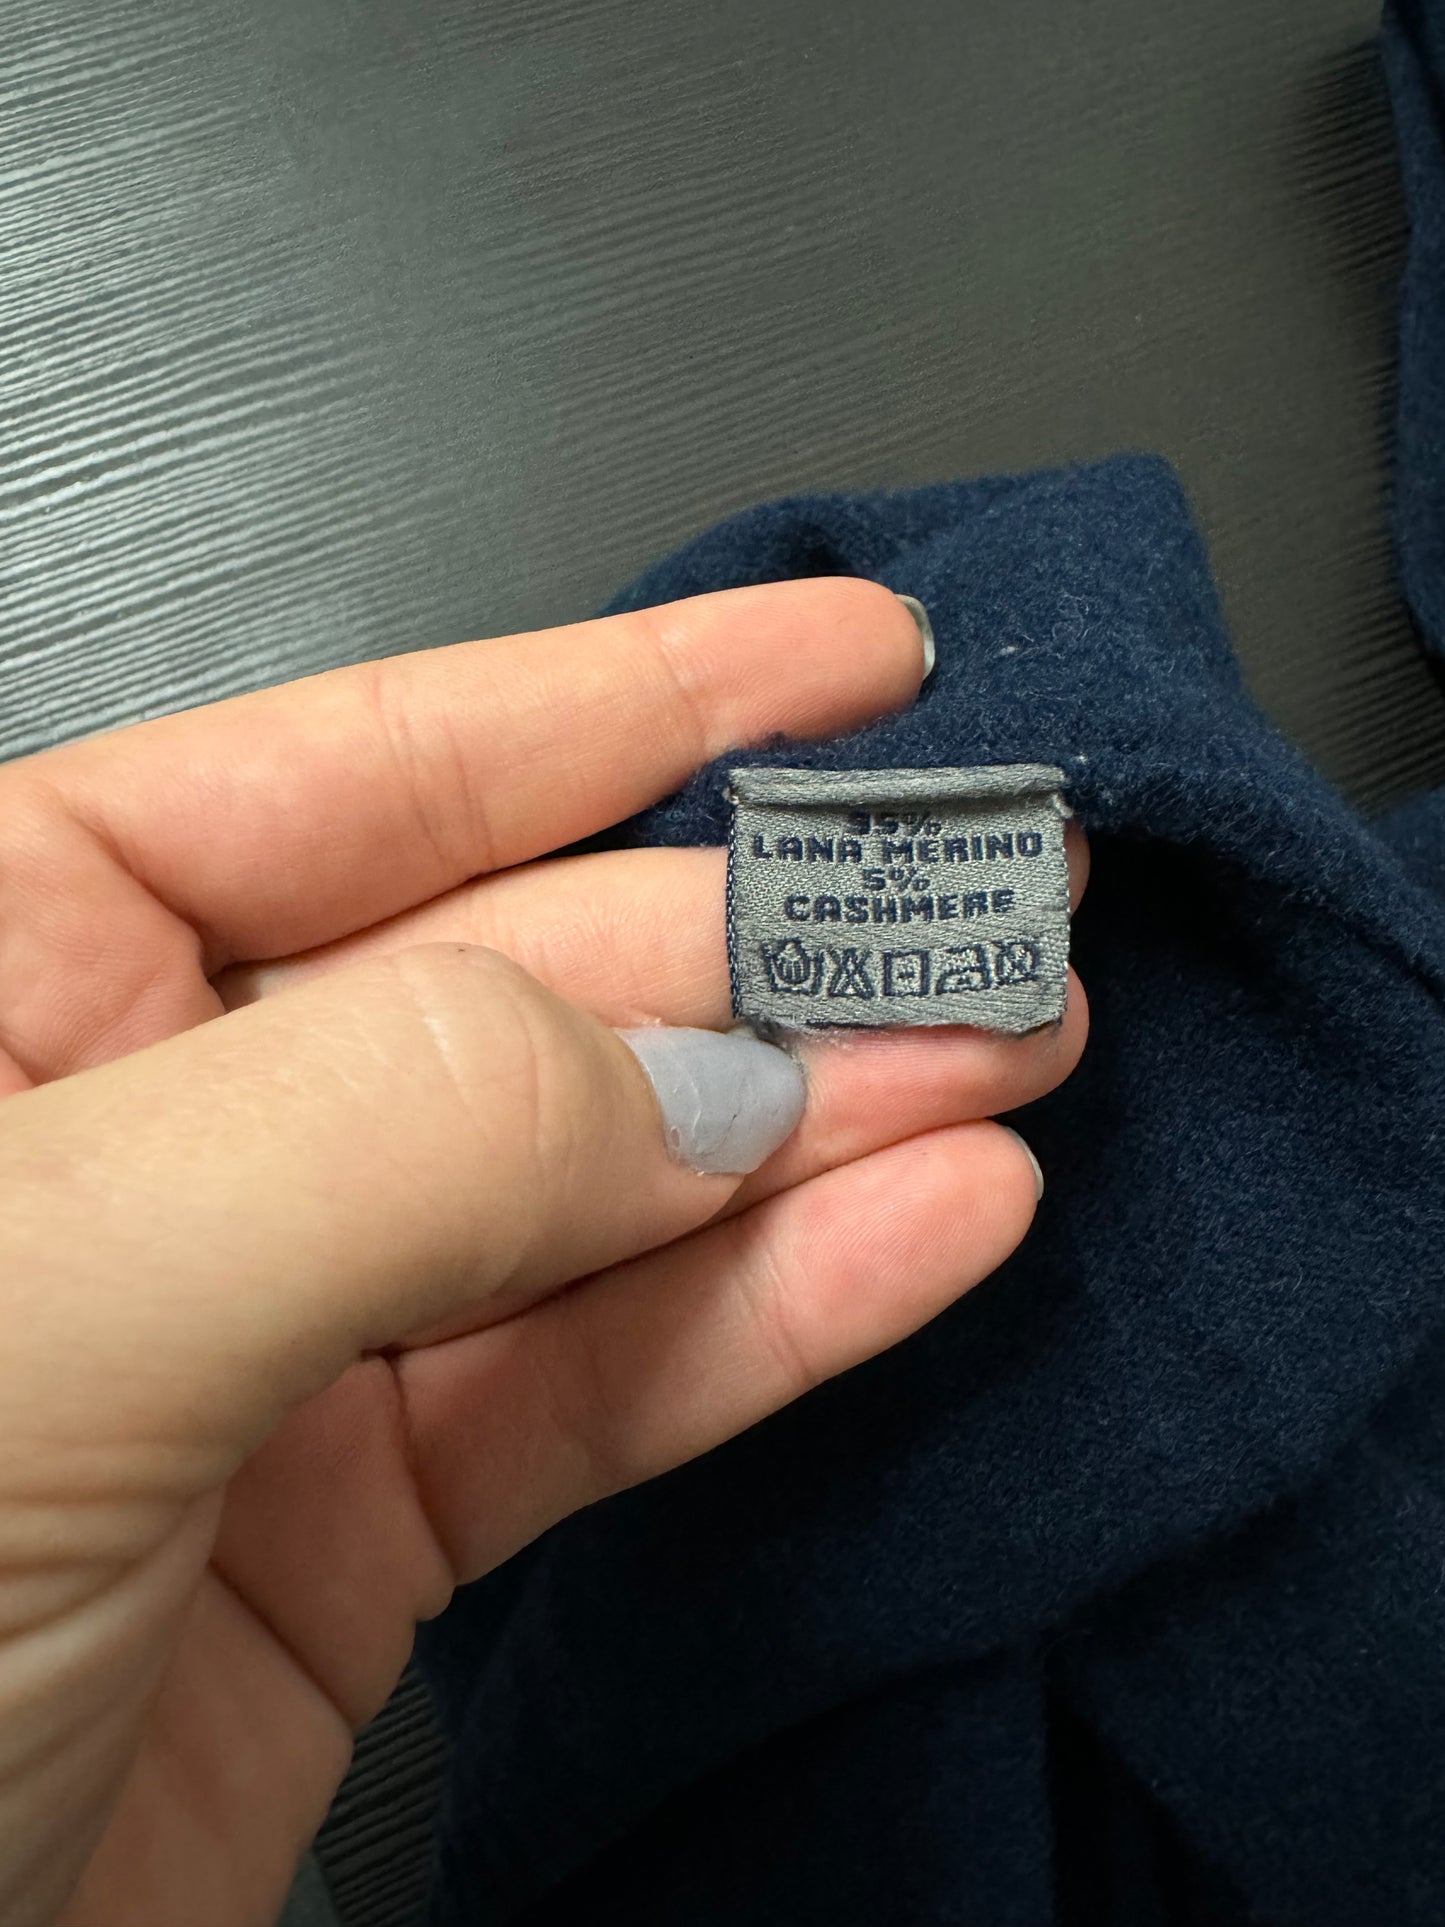 95%
LANA MERINO
5%
CASHMERE